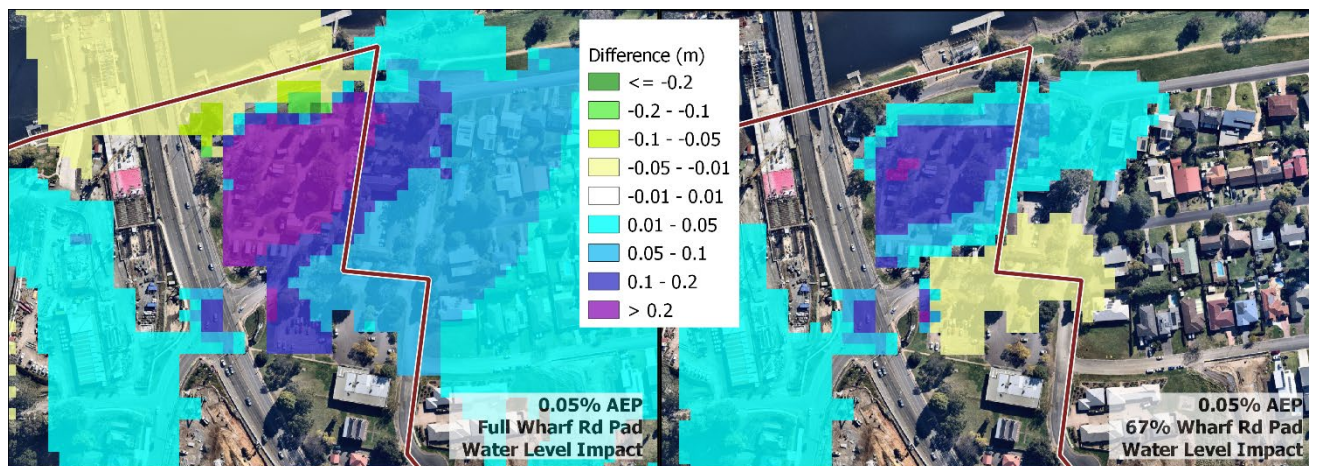 Difference (m)
<= -0.2
-0.2 - -0.1
-0.1 - -0.05
-0.05 - -0.01
-0.01 - 0.01
0.01 - 0.05
0.05 - 0.1
0.1 - 0.2
> 0.2
0.05% AEP
Full Wharf Rd Pad
Water Level Impact
0.05% AEP
67% Wharf Rd Pad
Water Level Impact